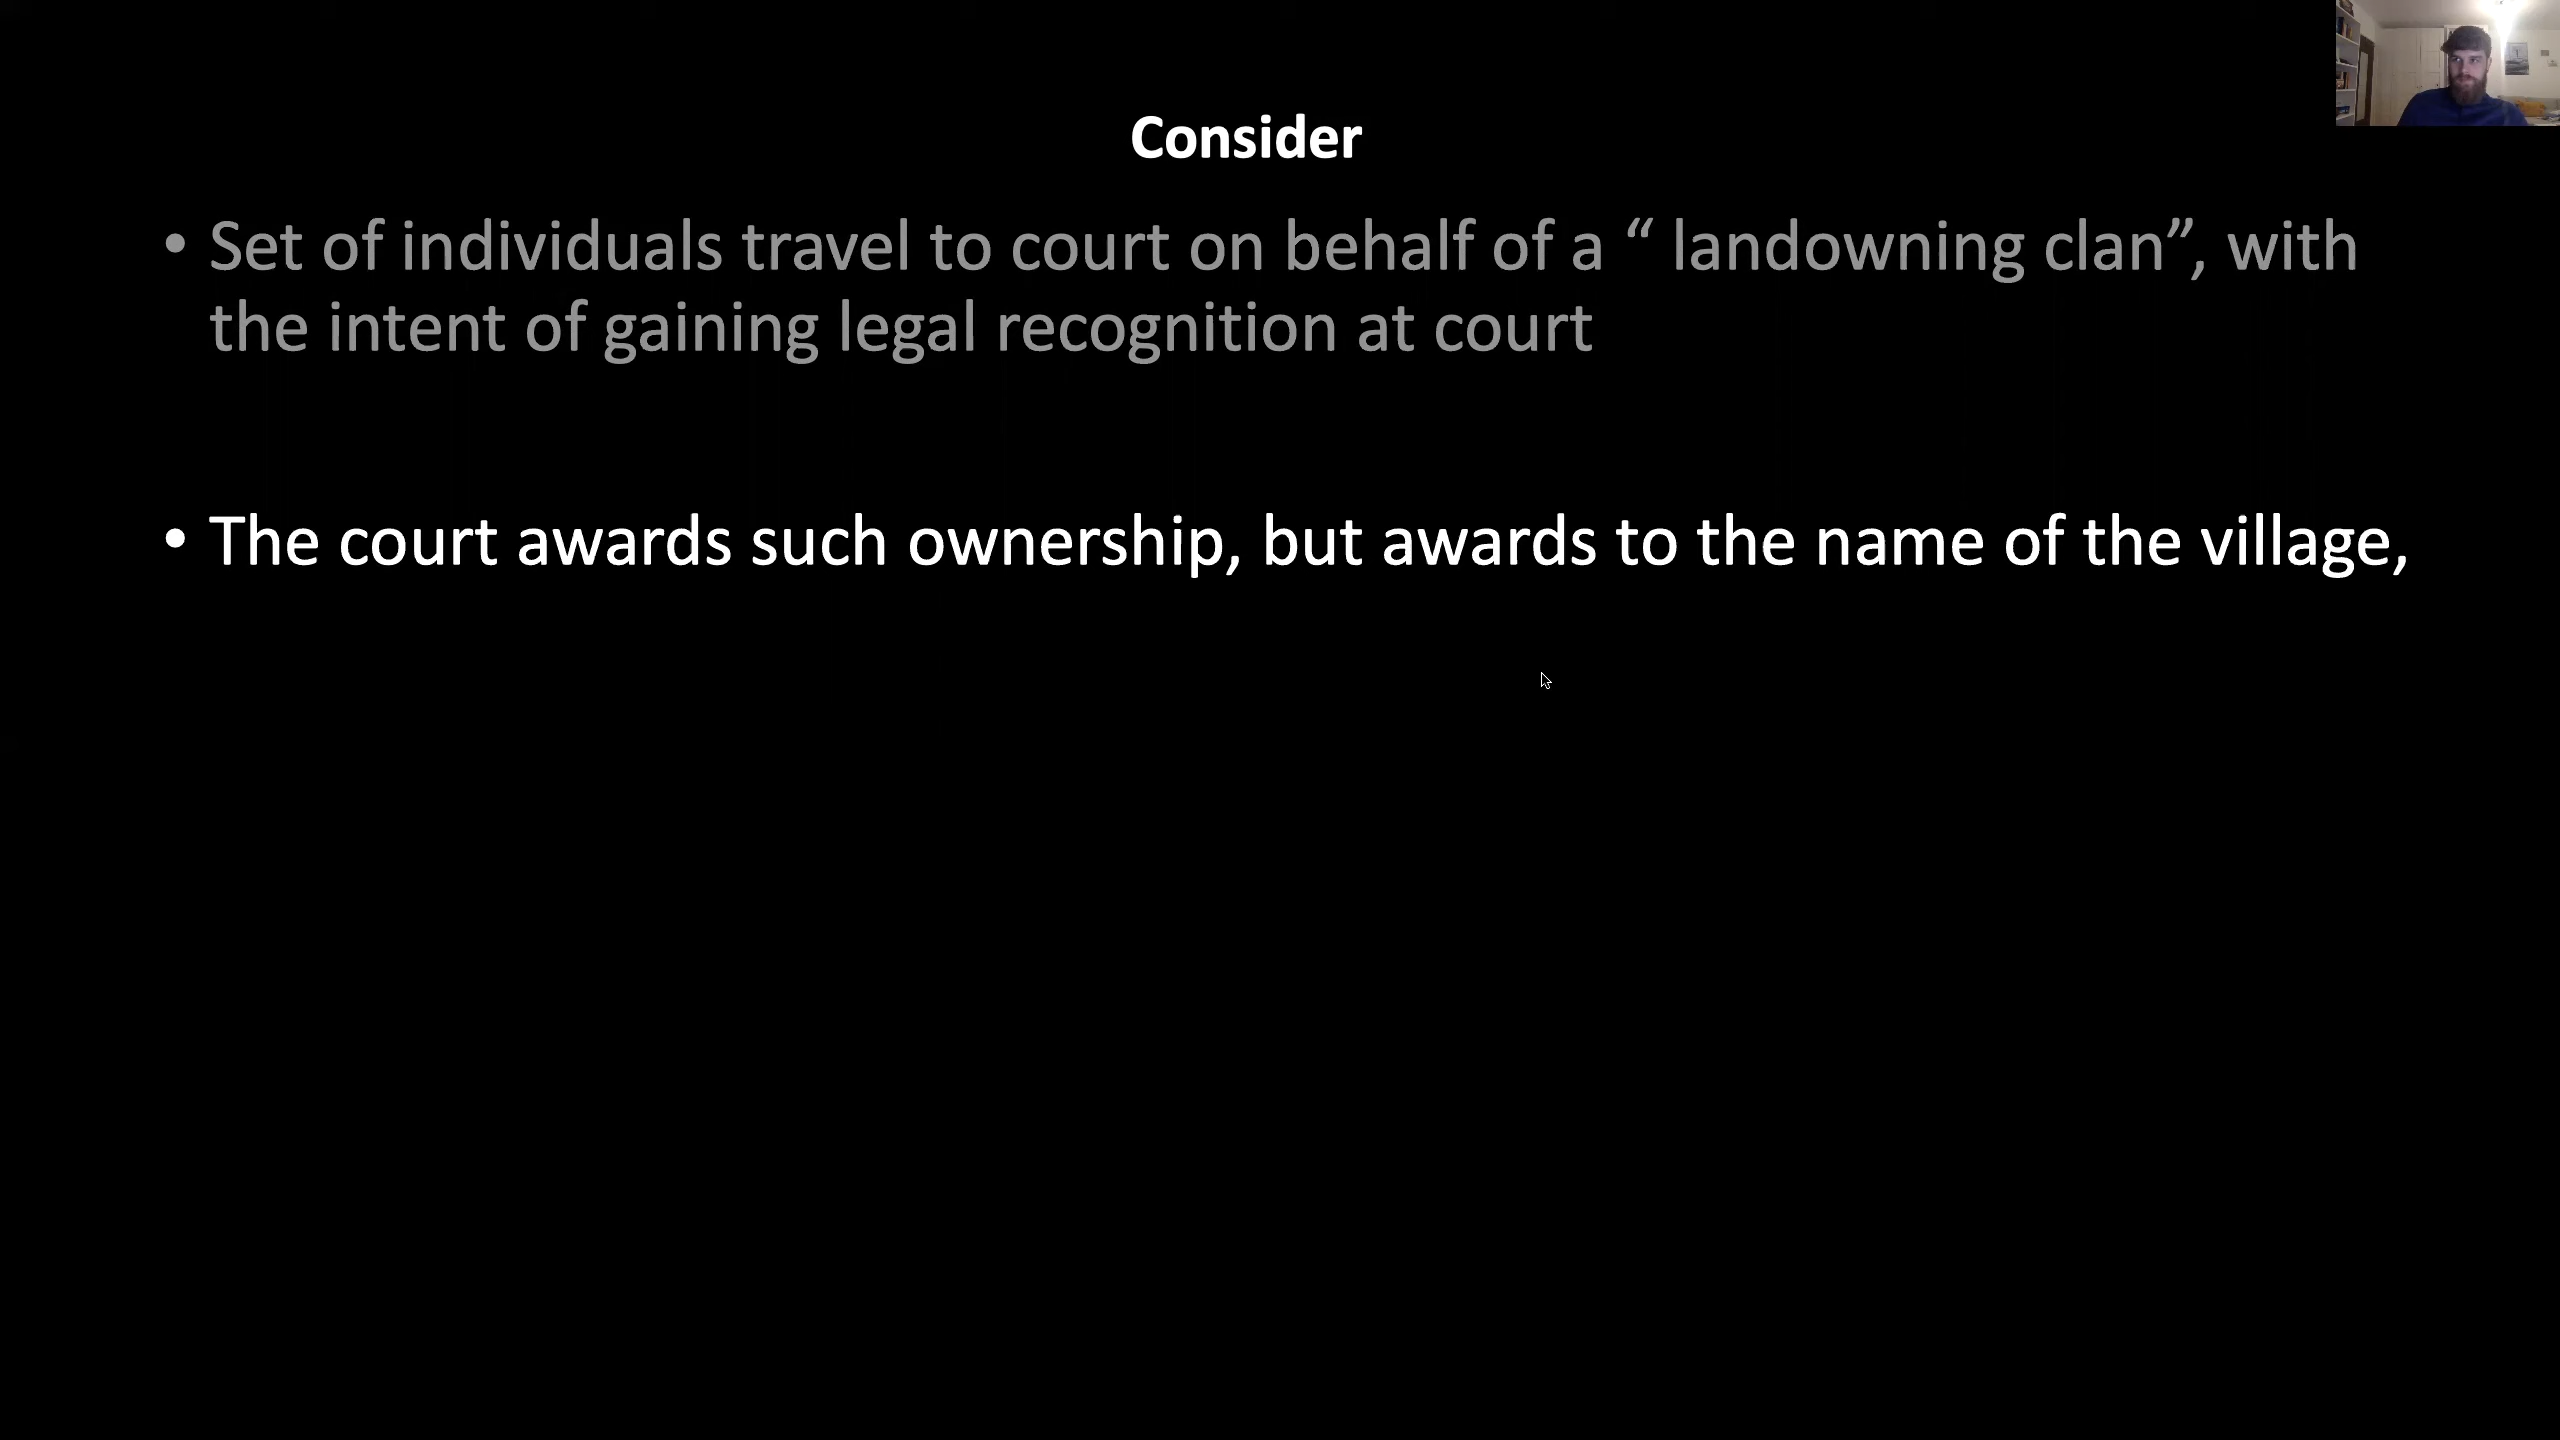 Consider
• Set of individuals travel to court on behalf of a “ landowning clan”, with
the intent of gaining legal recognition at court
• The court awards such ownership, but awards to the name of the village,